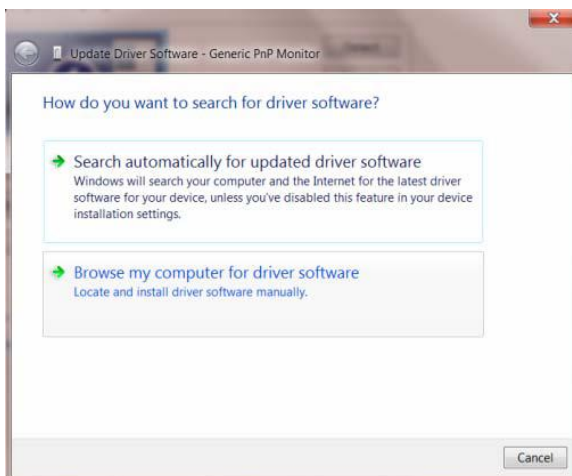 Update Driver Software - Generic PnP Monitor
How do you want to search for driver software?
Search automatically for updated driver software
Windows will search your computer and the Internet for the latest driver
software for your device, unless you've disabled this feature in your device
installation settings.
Browse my computer for driver software
Locate and install driver software manually.
Cancel